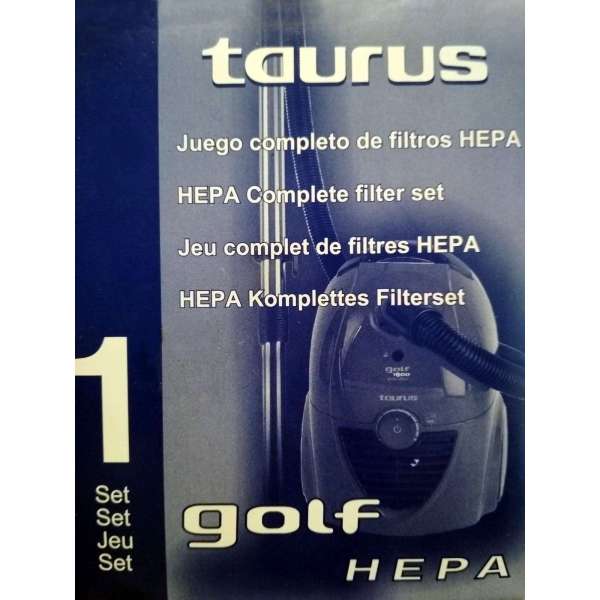 taurus
Juego completo de filtros HEPA
HEPA Complete filter set
Jeu complet de filtres HEPA
HEPA Komplettes Filterset
golf
1600
taurus
1
Set
Set
Jeu
Set
golf
HEPA